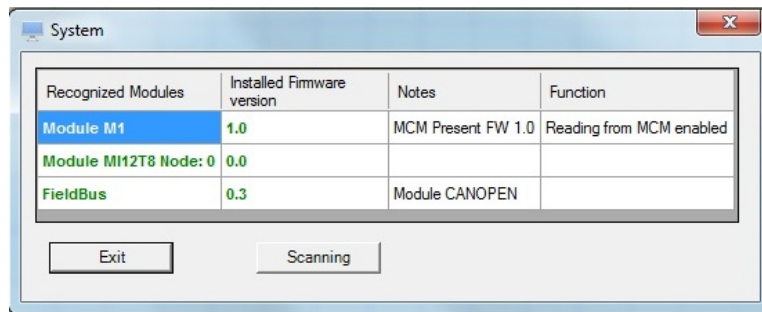 System
Recognized Modules Installed Firmware version Notes Function
Module M1 1.0 MCM Present FW 1.0 Reading from MCM enabled
Module MI12T8 Node: 0 0.0
FieldBus 0.3 Module CANOPEN
Exit Scanning